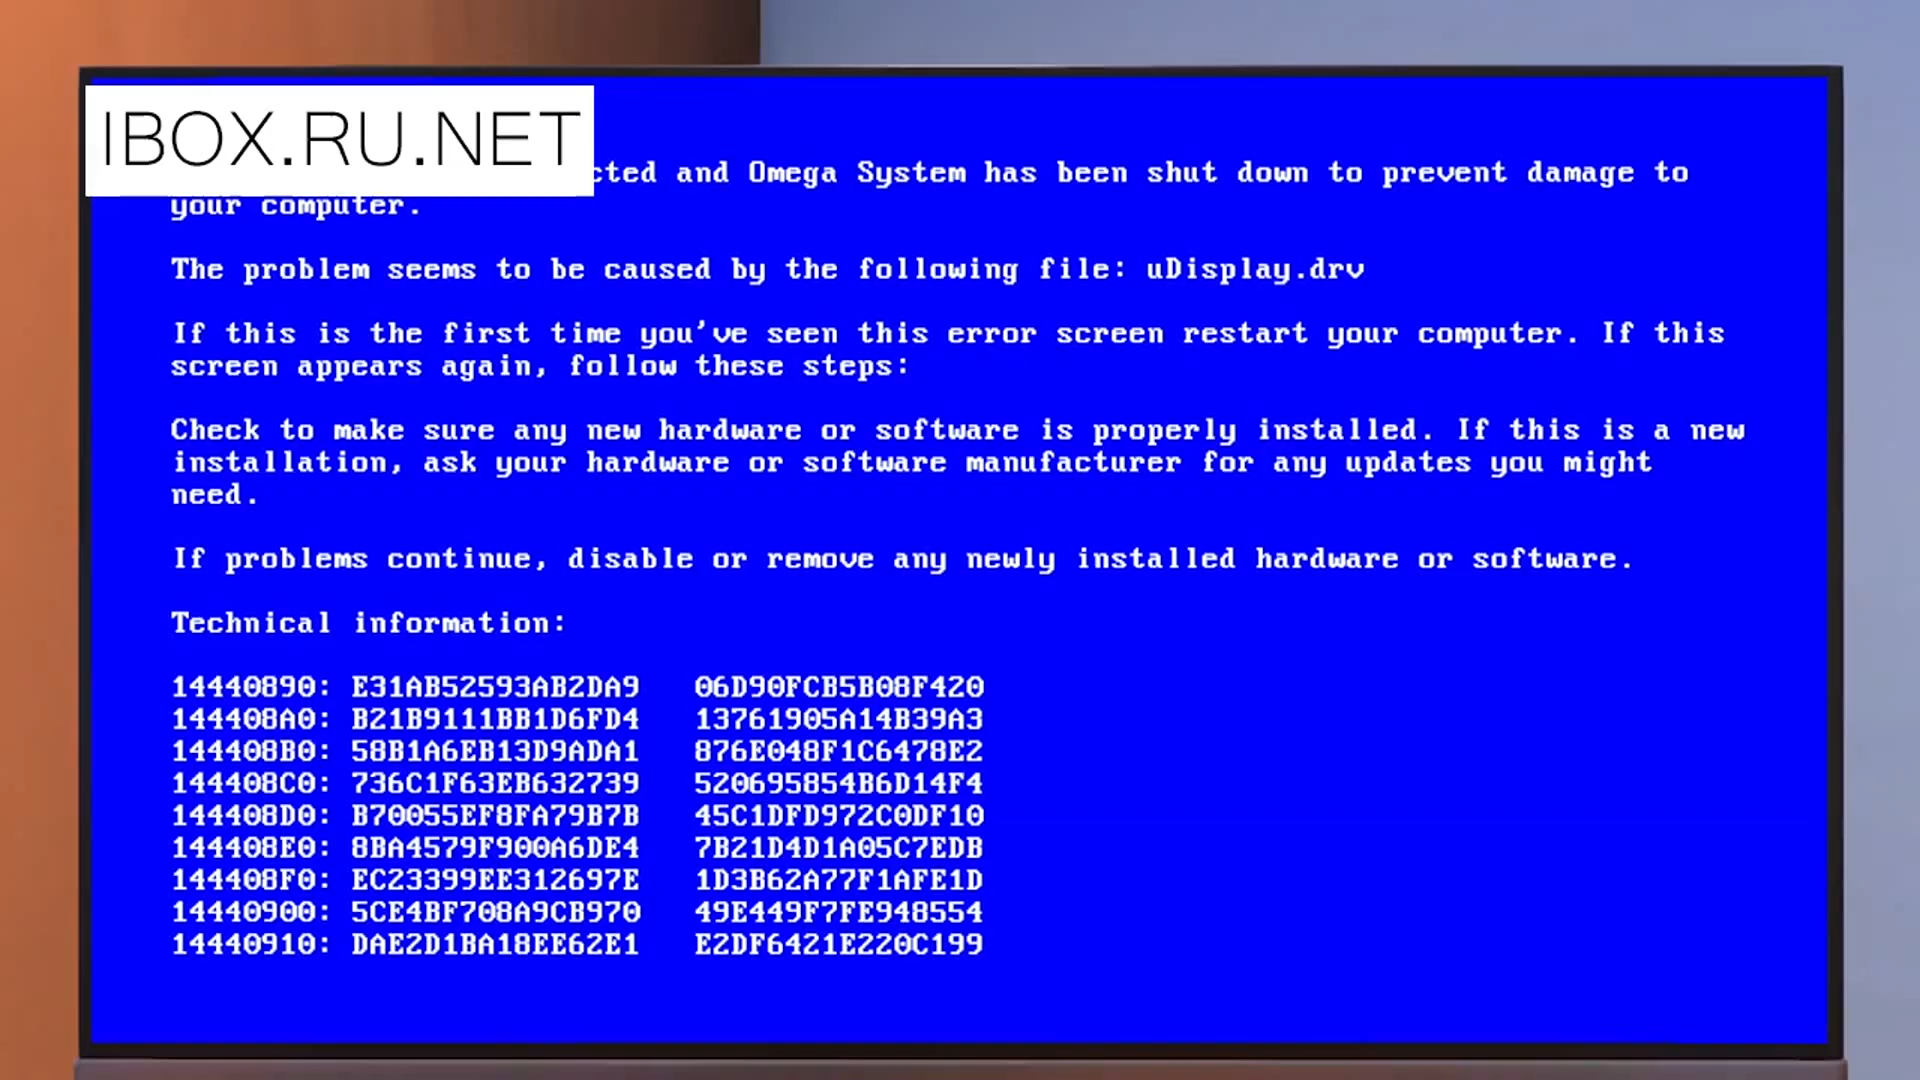 IBOX.RU.NET
cted and Omega System has been shut down to prevent damage to
your computer.
The problem seems to be caused by the following file: uDisplay.drv
If this is the first time you've seen this error screen restart your computer. If this
screen appears again, follow these steps:
Check to make sure any new hardware or software is properly installed. If this is a new
installation, ask your hardware or software manufacturer for any updates you might
need.
If problems continue, disable or remove any newly installed hardware or software.
Technical information:
14440890: E31AB52593AB2DA9 06D90FCB5B08F420
144408A0: B21B9111BB1D6FD4 13761905A14B39A3
144408B0: 58B1A6EB13D9ADA1 876E048F1C6478E2
144408C0: 736C1F63EB632739 520695854B6D14F4
144408D0: B70055EF8FA79B7B 45C1DFD972C0DF10
144408E0: 8BA4579F900A6DE4 7B21D4D1A05C7EDB
144408F0: EC23399EE312697E 1D3B62A77F1AFE1D
14440900: 5CE4BF708A9CB970 49E449F7FE948554
14440910: DAE2D1BA18EE62E1 E2DF6421E220C199